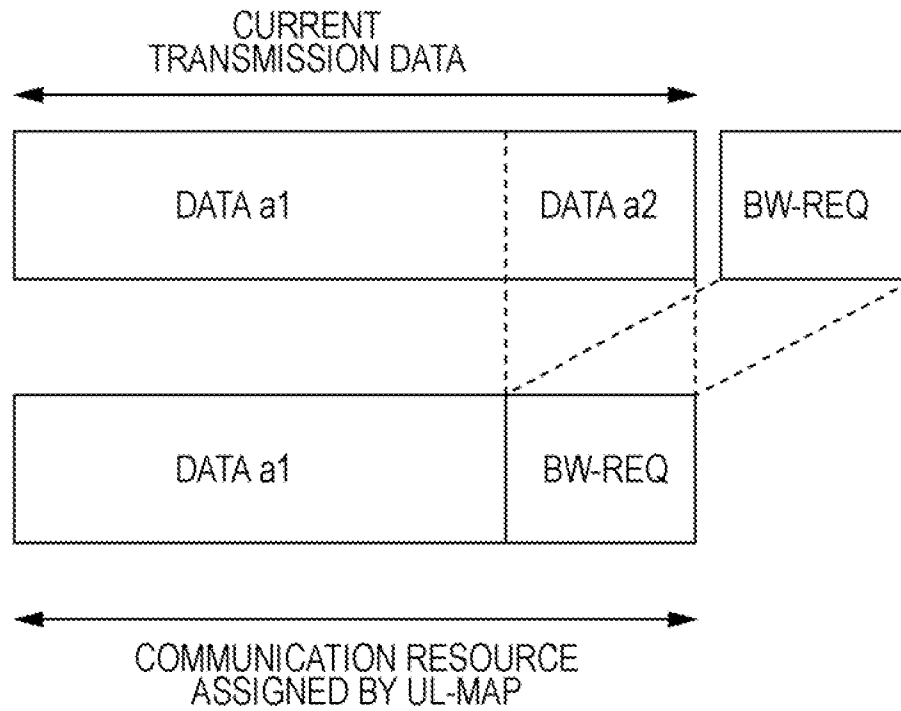 CURRENT
TRANSMISSION DATA
DATA a1
DATA a2
BW-REQ
DATA a1
BW-REQ
COMMUNICATION RESOURCE
ASSIGNED BY UL-MAP